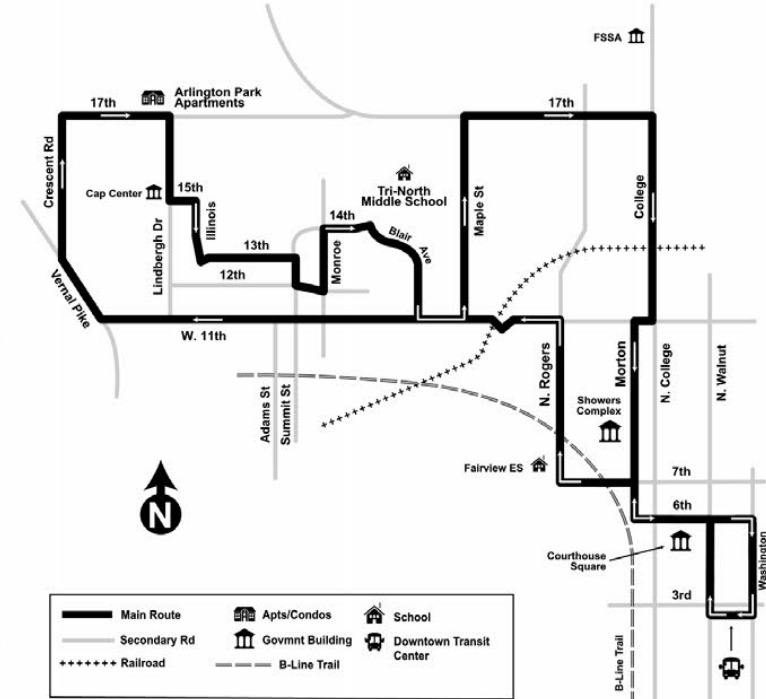 FSSA
17th
Arlington Park
Apartments
17th
Crescent Rd
Cap Center
15th
Illinois
Lindbergh Dr
13th
12th
Monroe
14th
Tri-North
Middle School
Blair
Ave
Maple St
College
Vernal Pike
W. 11th
Adams St
Summit St
N. Rogers
Morton
N. College
N. Walnut
Showers
Complex
Fairview ES
7th
6th
N
Courthouse
Square
Washington
3rd
B-Line Trail
Main Route
Apts/Condos
School
Secondary Rd
Govmnt Building
Downtown Transit
Center
Railroad
B-Line Trail